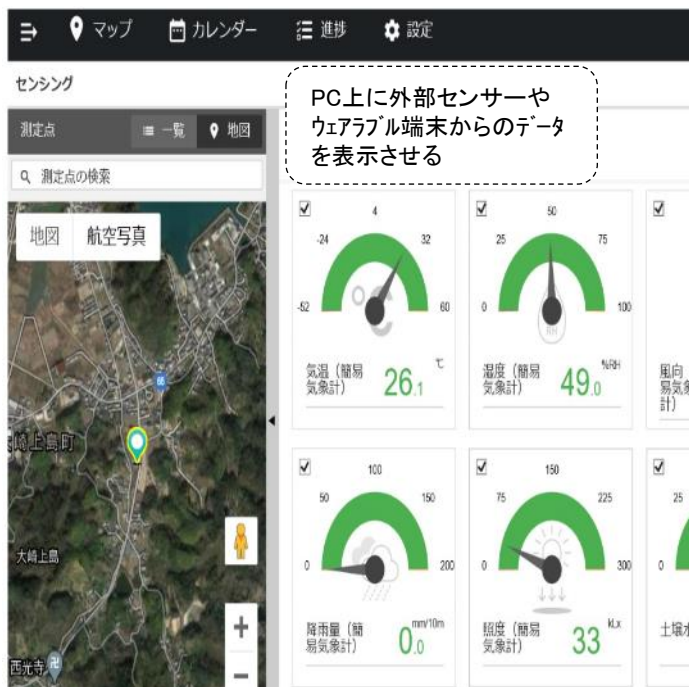 マップ
カレンダー
進捗
設定
センシング
PC上に外部センサーや
ウェアラブル端末からのデータ
を表示させる
測定点
一覧
地図
測定点の検索
地図
航空写真
66
崎上島町
大崎上島
西光寺
-52
-24
4
32
60
気温（簡易
気象計）
26.1
℃
0
25
50
75
100
RH
湿度（簡易
気象計）
49.0
%RH
風向
易気象
計）
0
50
100
150
200
降雨量（簡
易気象計）
0.0
mm/10m
0
75
150
225
300
照度（簡易
気象計）
33
kLx
25
0
土壌水